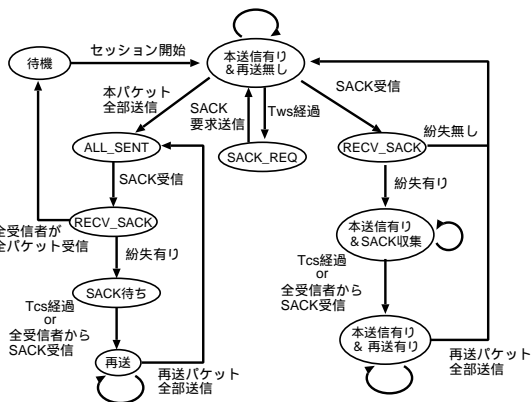 待機
セッション開始
本送信有り
&再送無し
本パケット
全部送信
SACK
要求送信
Tws経過
SACK受信
ALL_SENT
SACK_REQ
RECV_SACK
紛失無し
SACK受信
紛失有り
RECV_SACK
全受信者が
全パケット受信
紛失有り
本送信有り
&SACK収集
SACK待ち
Tcs経過
or
全受信者から
SACK受信
Tcs経過
or
全受信者から
SACK受信
本送信有り
& 再送有り
再送
再送パケット
全部送信
再送パケット
全部送信